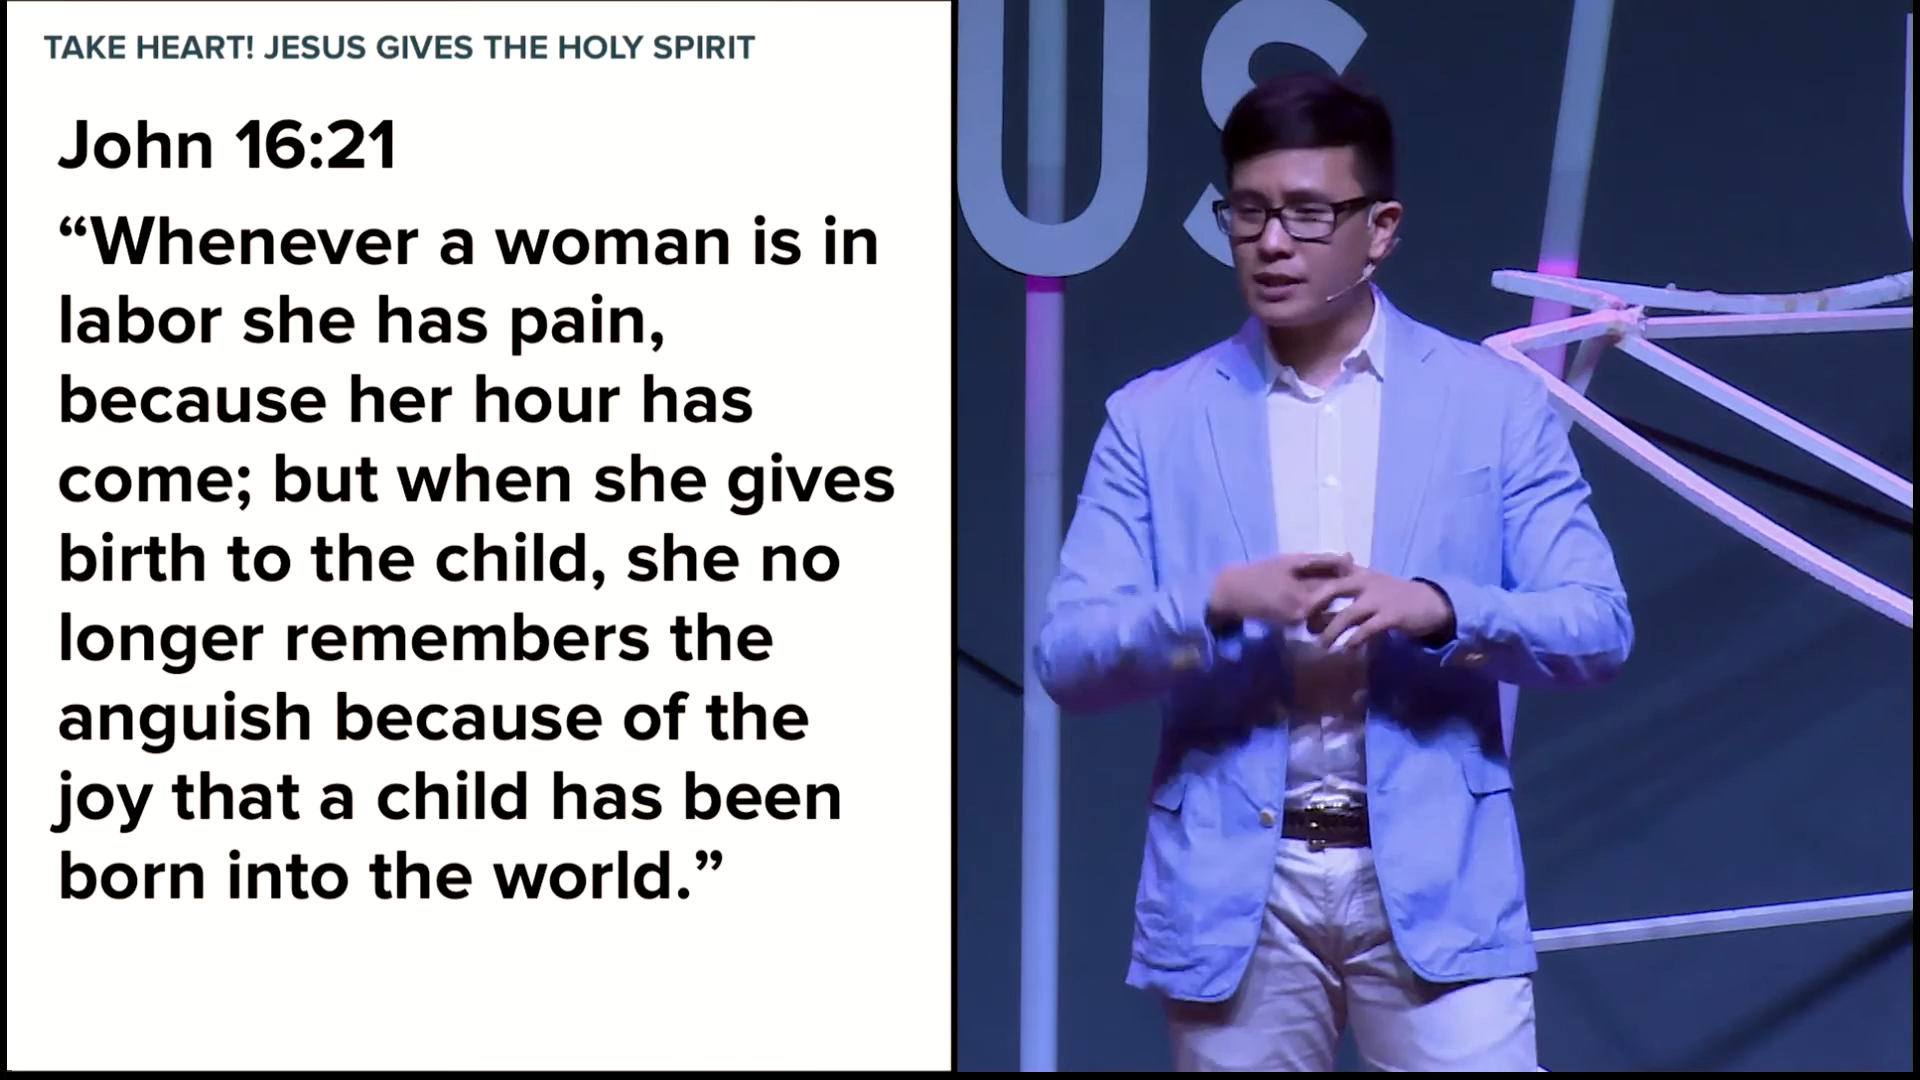 TAKE HEART! JESUS GIVES THE HOLY SPIRIT
John 16:21
“Whenever a woman is in
labor she has pain,
because her hour has
come; but when she gives
birth to the child, she no
longer remembers the
anguish because of the
joy that a child has been
born into the world.”
US